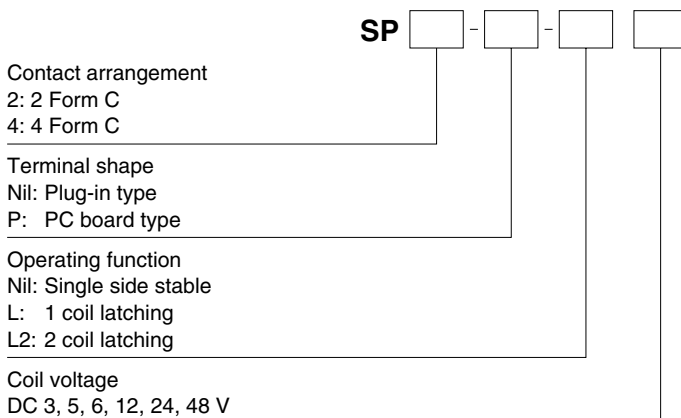 SP - -
Contact arrangement
2: 2 Form C
4: 4 Form C
Terminal shape
Nil: Plug-in type
P: PC board type
Operating function
Nil: Single side stable
L: 1 coil latching
L2: 2 coil latching
Coil voltage
DC 3, 5, 6, 12, 24, 48 V